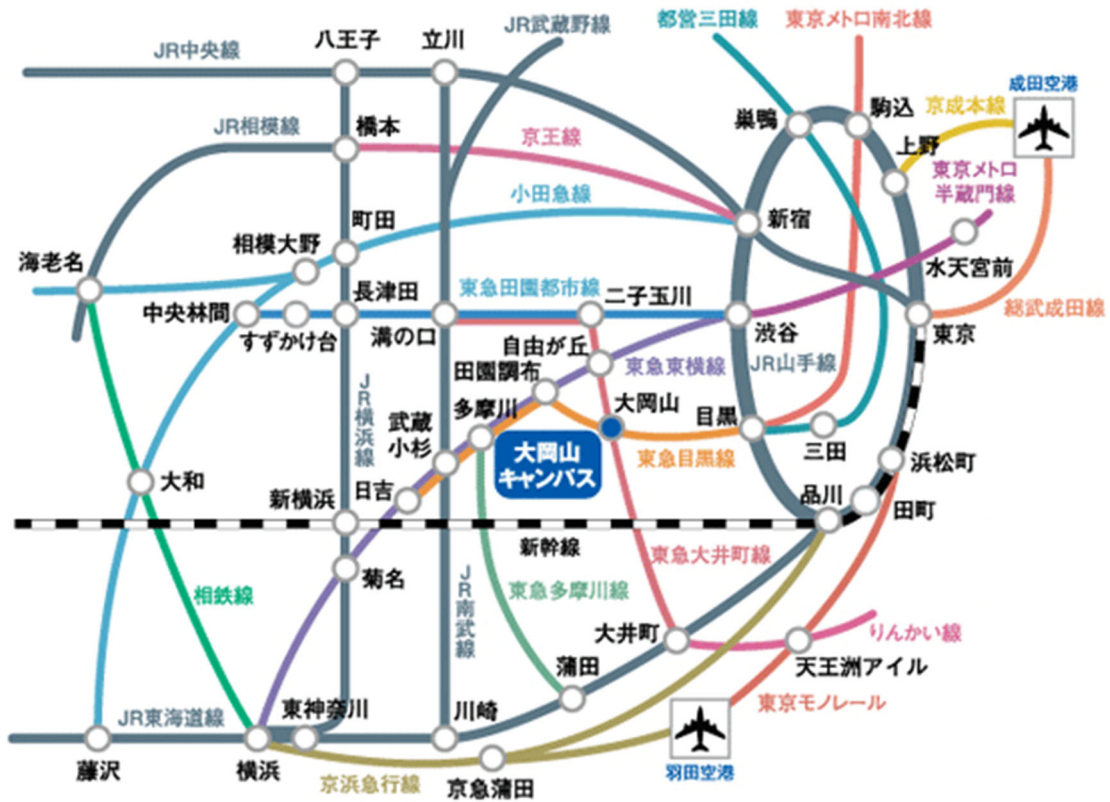 都営三田線
東京メトロ南北線
JR武蔵野線
八王子
立川
JR中央線
成田空港
京成本線
駒込
巣鴨
JR相模線
橋本
京王線
上野
東京メトロ
半蔵門線
小田急線
町田
新宿
相模大野
海老名
水天宮前
長津田
東急田園都市線
二子玉川
中央林間
すずかけ台
溝の口
渋谷
東京
総武成田線
自由が丘
東急東横線
JR山手線
田園調布
JR横浜線
多摩川
大岡山
目黒
武蔵
小杉
大岡山
キャンパス
東急目黒線
三田
浜松町
大和
新横浜
日吉
品川
田町
新幹線
東急大井町線
菊名
相鉄線
JR南武線
東急多摩川線
大井町
りんかい線
天王洲アイル
蒲田
東京モノレール
JR東海道線
東神奈川
川崎
藤沢
横浜
京浜急行線
京急蒲田
羽田空港